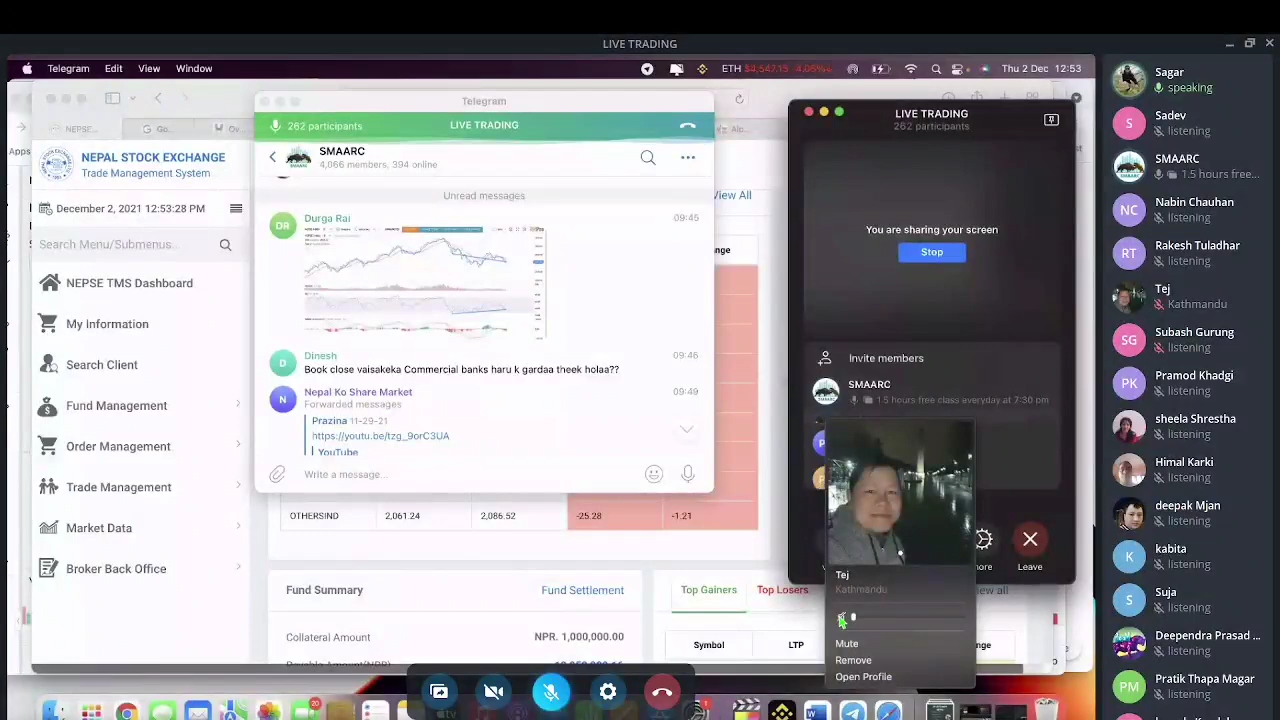 LIVE TRADING
Telegram Edit View Window
ETH
Thu 2 Dec 12:53
NEPSE...
Go...
Apps
NEPAL STOCK EXCHANGE
Trade Management System
December 2, 2021 12:53:28 PM
Search Menu/Submenus...
NEPSE TMS Dashboard
My Information
Search Client
Fund Management
Order Management
Trade Management
Market Data
Broker Back Office
Telegram
262 participants
LIVE TRADING
SMAARC
4,066 members, 394 online
Unread messages
DR
Durga Rai
09:45
D
Dinesh
09:46
Book close vaisakeka Commercial banks haru k gardaa theek holaa??
N
Nepal Ko Share Market
09:49
Forwarded messages
Prazina 11-29-21
https://youtu.be/tzg_9orC3UA
YouTube
Write a message...
View All
OTHERSIND 2,061.24 2,086.52 -25.28 -1.21
Fund Summary
Fund Settlement
Collateral Amount
NPR. 1,000,000.00
Top Gainers
Top Losers
Symbol
LTP
LIVE TRADING
262 participants
You are sharing your screen
Stop
Invite members
SMAARC
1.5 hours free class everyday at 7:30 pm
Leave
Tej
Kathmandu
Mute
Remove
Open Profile
Sagar
speaking
S
Sadev
listening
SMAARC
1.5 hours free...
NC
Nabin Chauhan
listening
RT
Rakesh Tuladhar
listening
Tej
Kathmandu
SG
Subash Gurung
listening
PK
Pramod Khadgi
listening
sheela Shrestha
listening
Himal Karki
listening
deepak Mjan
listening
K
kabita
listening
S
Suja
listening
Deependra Prasad ...
listening
PM
Pratik Thapa Magar
listening